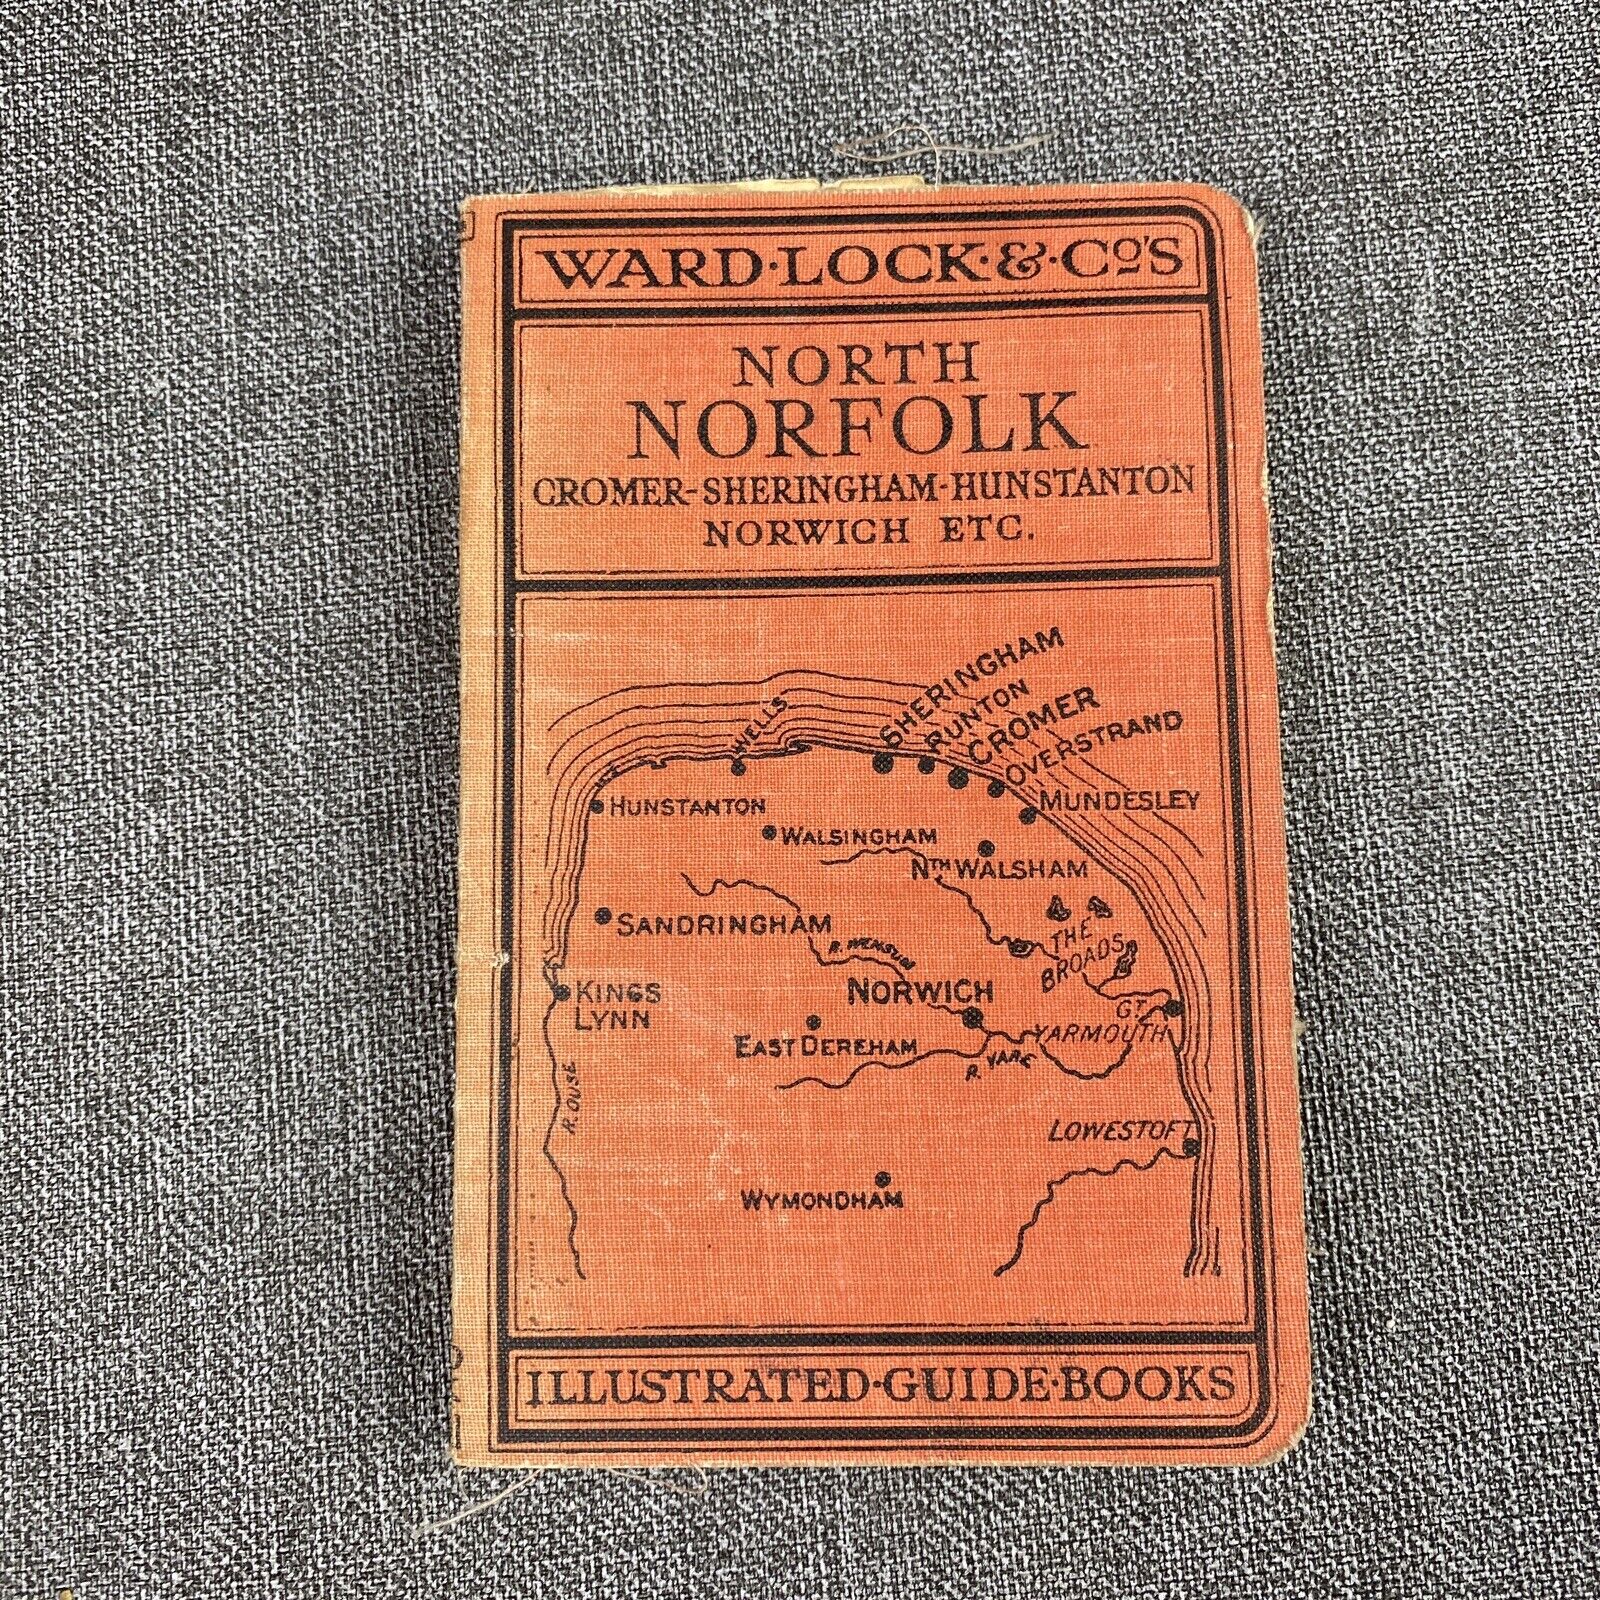 WARD·LOCK·&·Co's
NORTH
NORFOLK
CROMER-SHERINGHAM-HUNSTANTON
NORWICH ETC.
SHERINGHAM
RUNTON
CROMER
OVERSTRAND
WELLS
MUNDESLEY
HUNSTANTON
WALSINGHAM
NTH WALSHAM
SANDRINGHAM
R. WENSUM
THE
BROADS
KINGS
LYNN
NORWICH
GT
YARMOUTH
EAST DEREHAM
R. YARE
R. OUSE
LOWESTOFT
WYMONDHAM
ILLUSTRATED·GUIDE·BOOKS